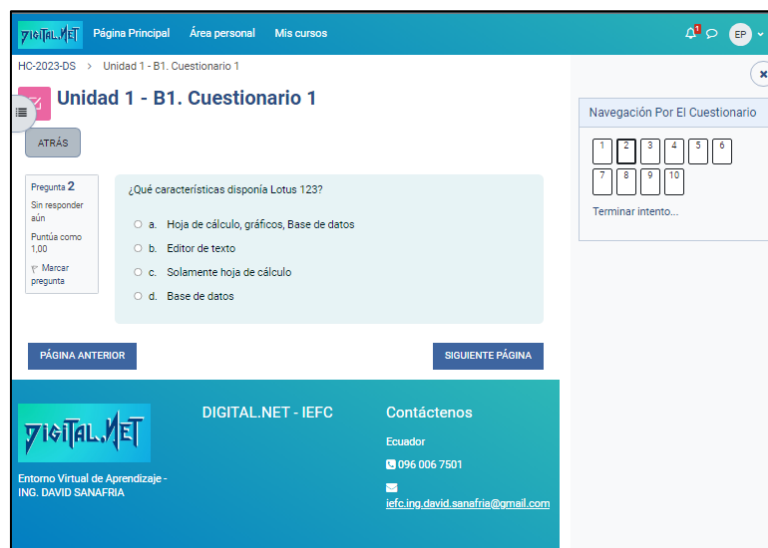 DIGITAL.NET Página Principal Área personal Mis cursos 1 EP
HC-2023-DS > Unidad 1 - B1. Cuestionario 1
Unidad 1 - B1. Cuestionario 1
ATRÁS
Pregunta 2
Sin responder
aún
Puntúa como
1,00
Marcar
pregunta
¿Qué características disponía Lotus 123?
a. Hoja de cálculo, gráficos, Base de datos
b. Editor de texto
c. Solamente hoja de cálculo
d. Base de datos
PÁGINA ANTERIOR
SIGUIENTE PÁGINA
Navegación Por El Cuestionario
1 2 3 4 5 6
7 8 9 10
Terminar intento...
DIGITAL.NET
Entorno Virtual de Aprendizaje -
ING. DAVID SANAFRIA
DIGITAL.NET - IEFC
Contáctenos
Ecuador
096 006 7501
iefc.ing.david.sanafria@gmail.com